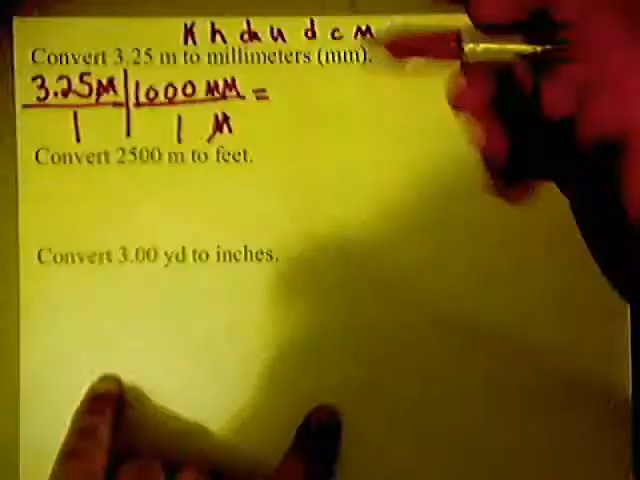 K h da u d c m
Convert 3.25 m to millimeters (mm).
3.25 M | 1000 MM =
1 | 1 M
Convert 2500 m to feet.
Convert 3.00 yd to inches.